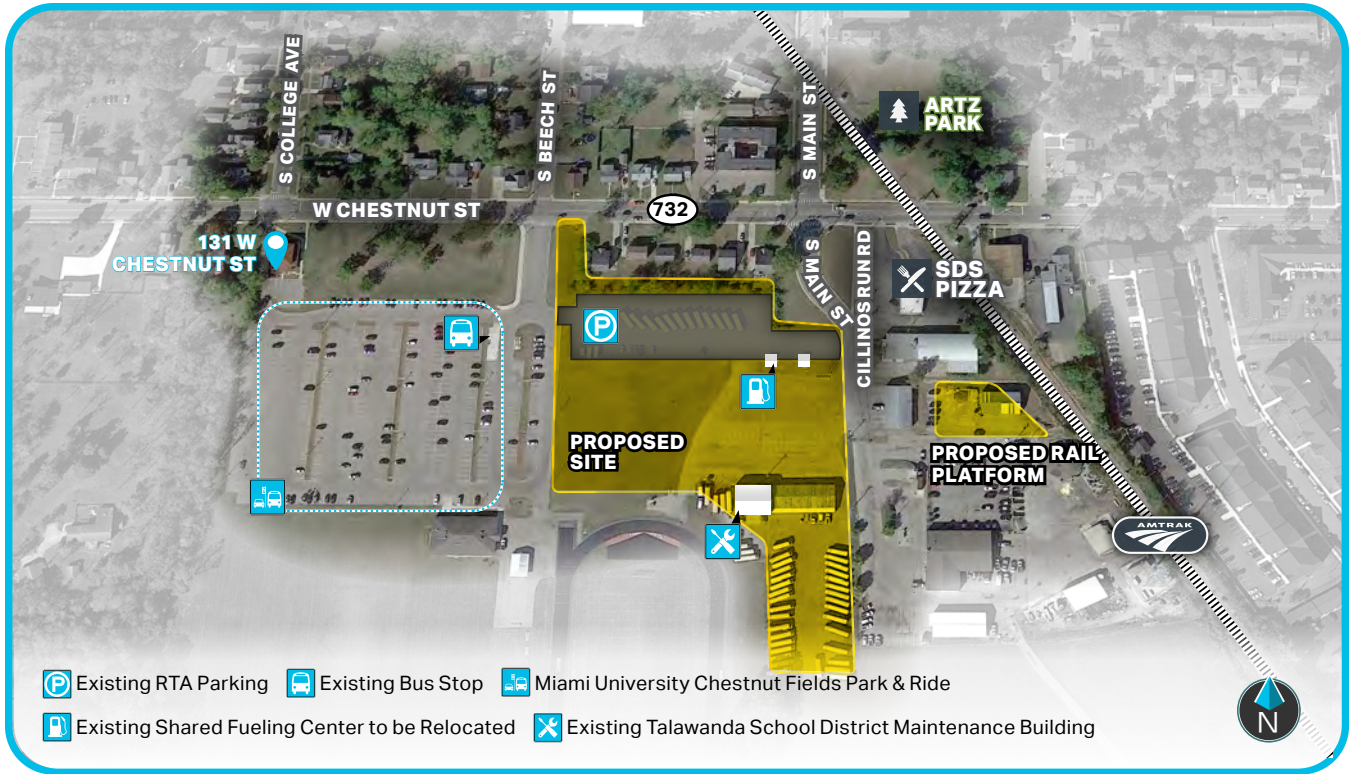 S COLLEGE AVE
S BEECH ST
S MAIN ST
ARTZ
PARK
W CHESTNUT ST
732
131 W
CHESTNUT ST
S MAIN ST
CILLINOS RUN RD
SDS
PIZZA
P
PROPOSED
SITE
PROPOSED RAIL
PLATFORM
AMTRAK
P Existing RTA Parking
Existing Bus Stop
Miami University Chestnut Fields Park & Ride
Existing Shared Fueling Center to be Relocated
Existing Talawanda School District Maintenance Building
N